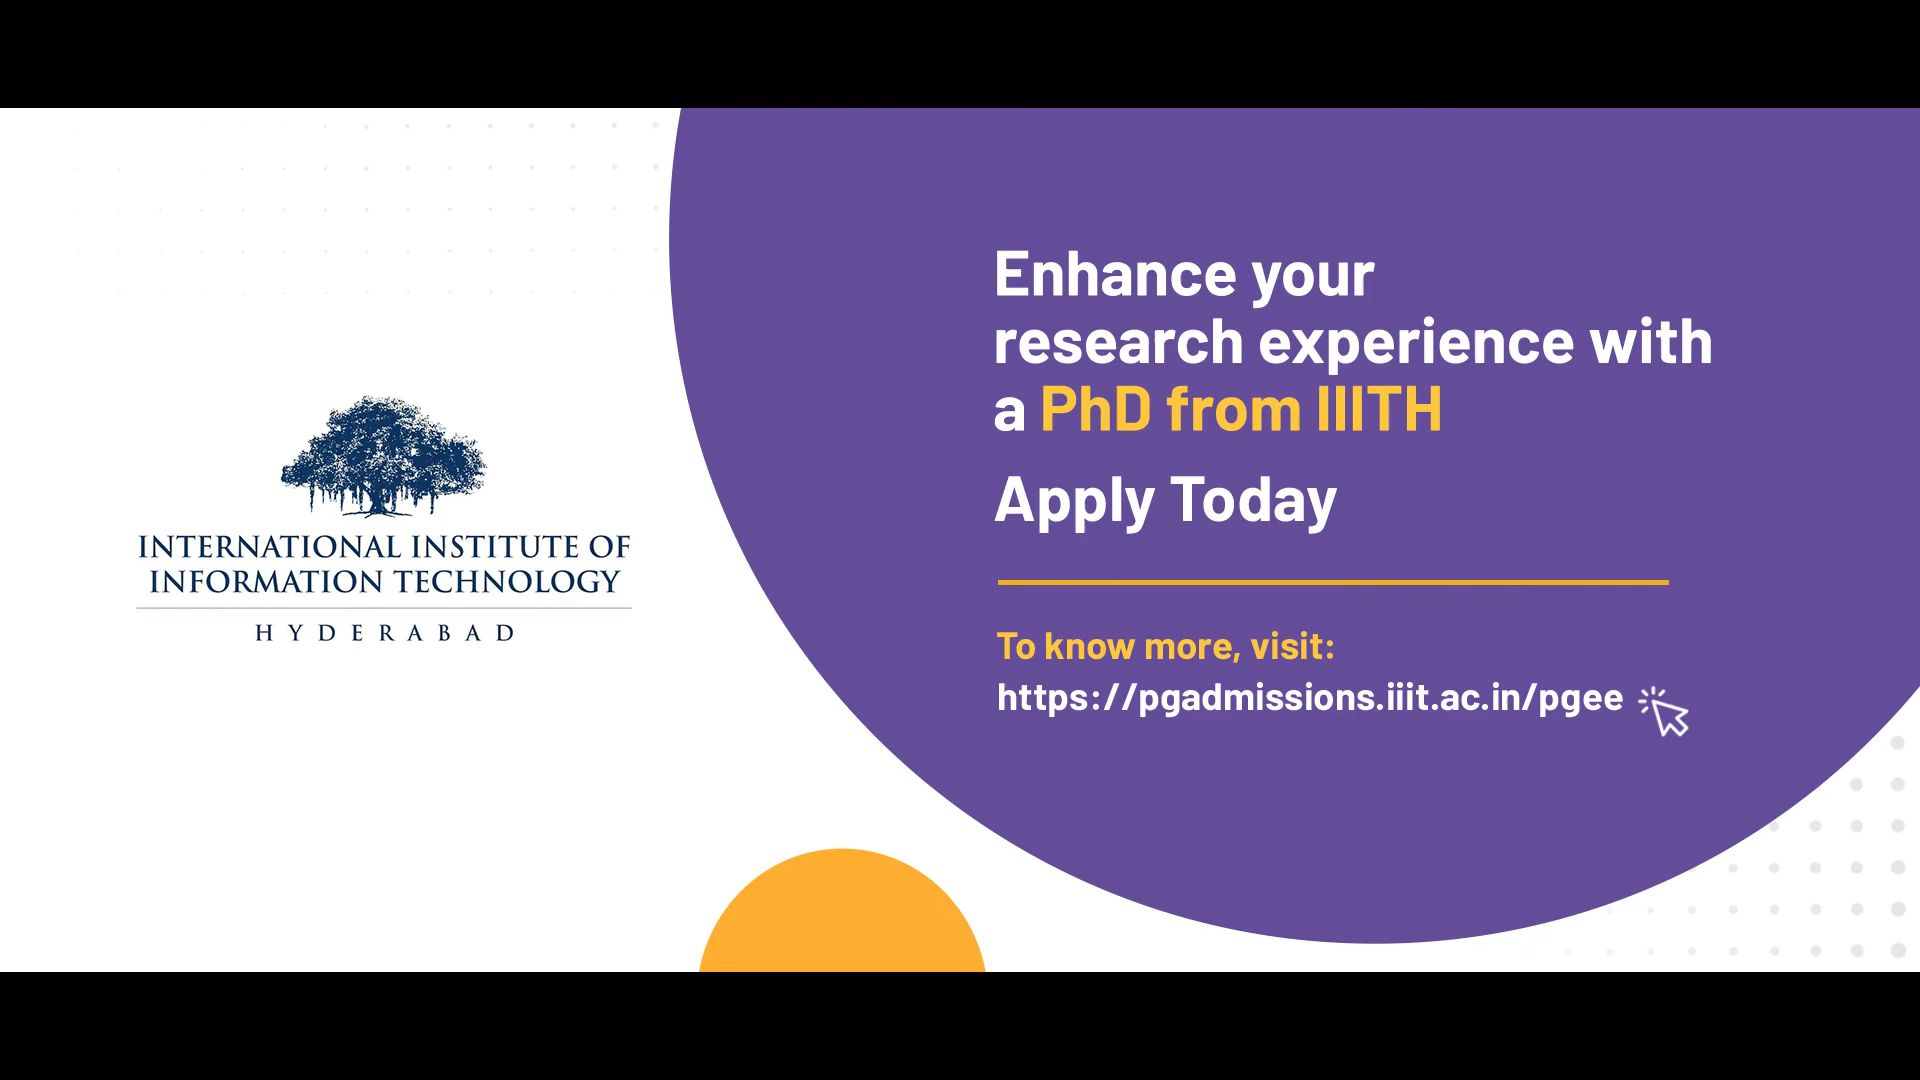 INTERNATIONAL INSTITUTE OF
INFORMATION TECHNOLOGY
HYDERABAD
Enhance your
research experience with
a PhD from IIITH
Apply Today
To know more, visit:
https://pgadmissions.iiit.ac.in/pgee